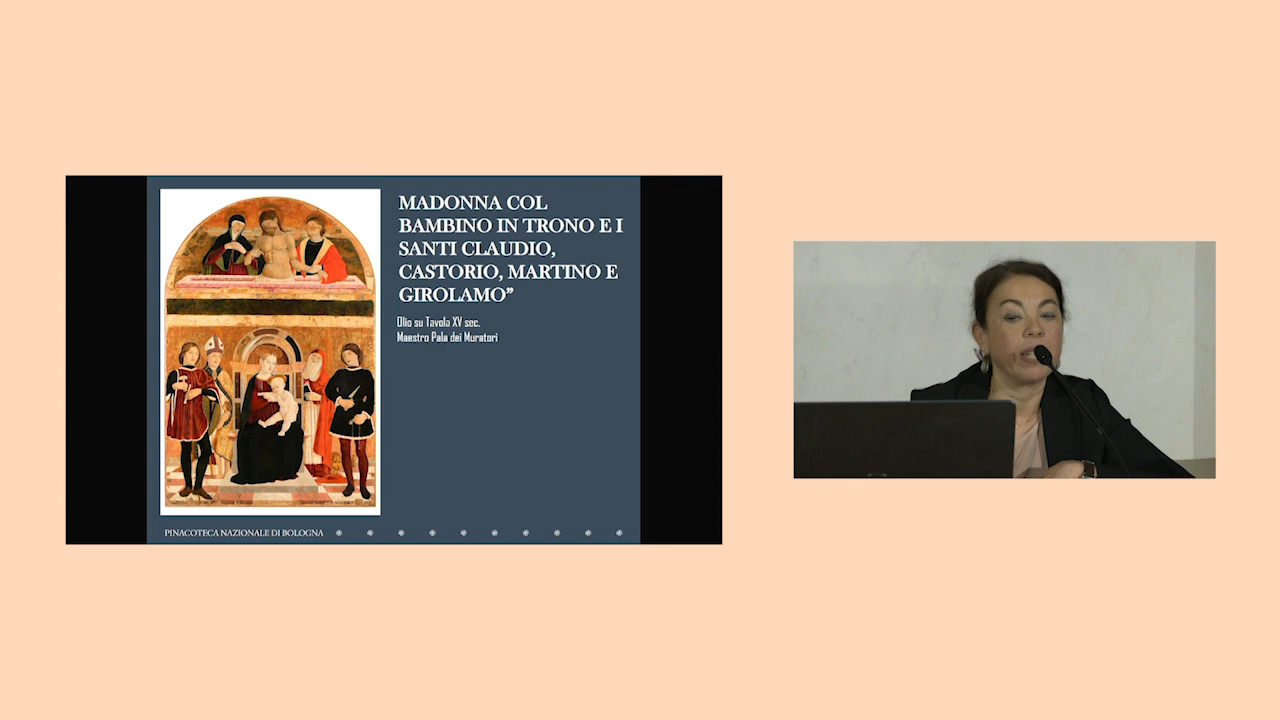 MADONNA COL
BAMBINO IN TRONO E I
SANTI CLAUDIO,
CASTORIO, MARTINO E
GIROLAMO”
Olio su Tavola XV sec.
Maestro Pala dei Muratori
PINACOTECA NAZIONALE DI BOLOGNA